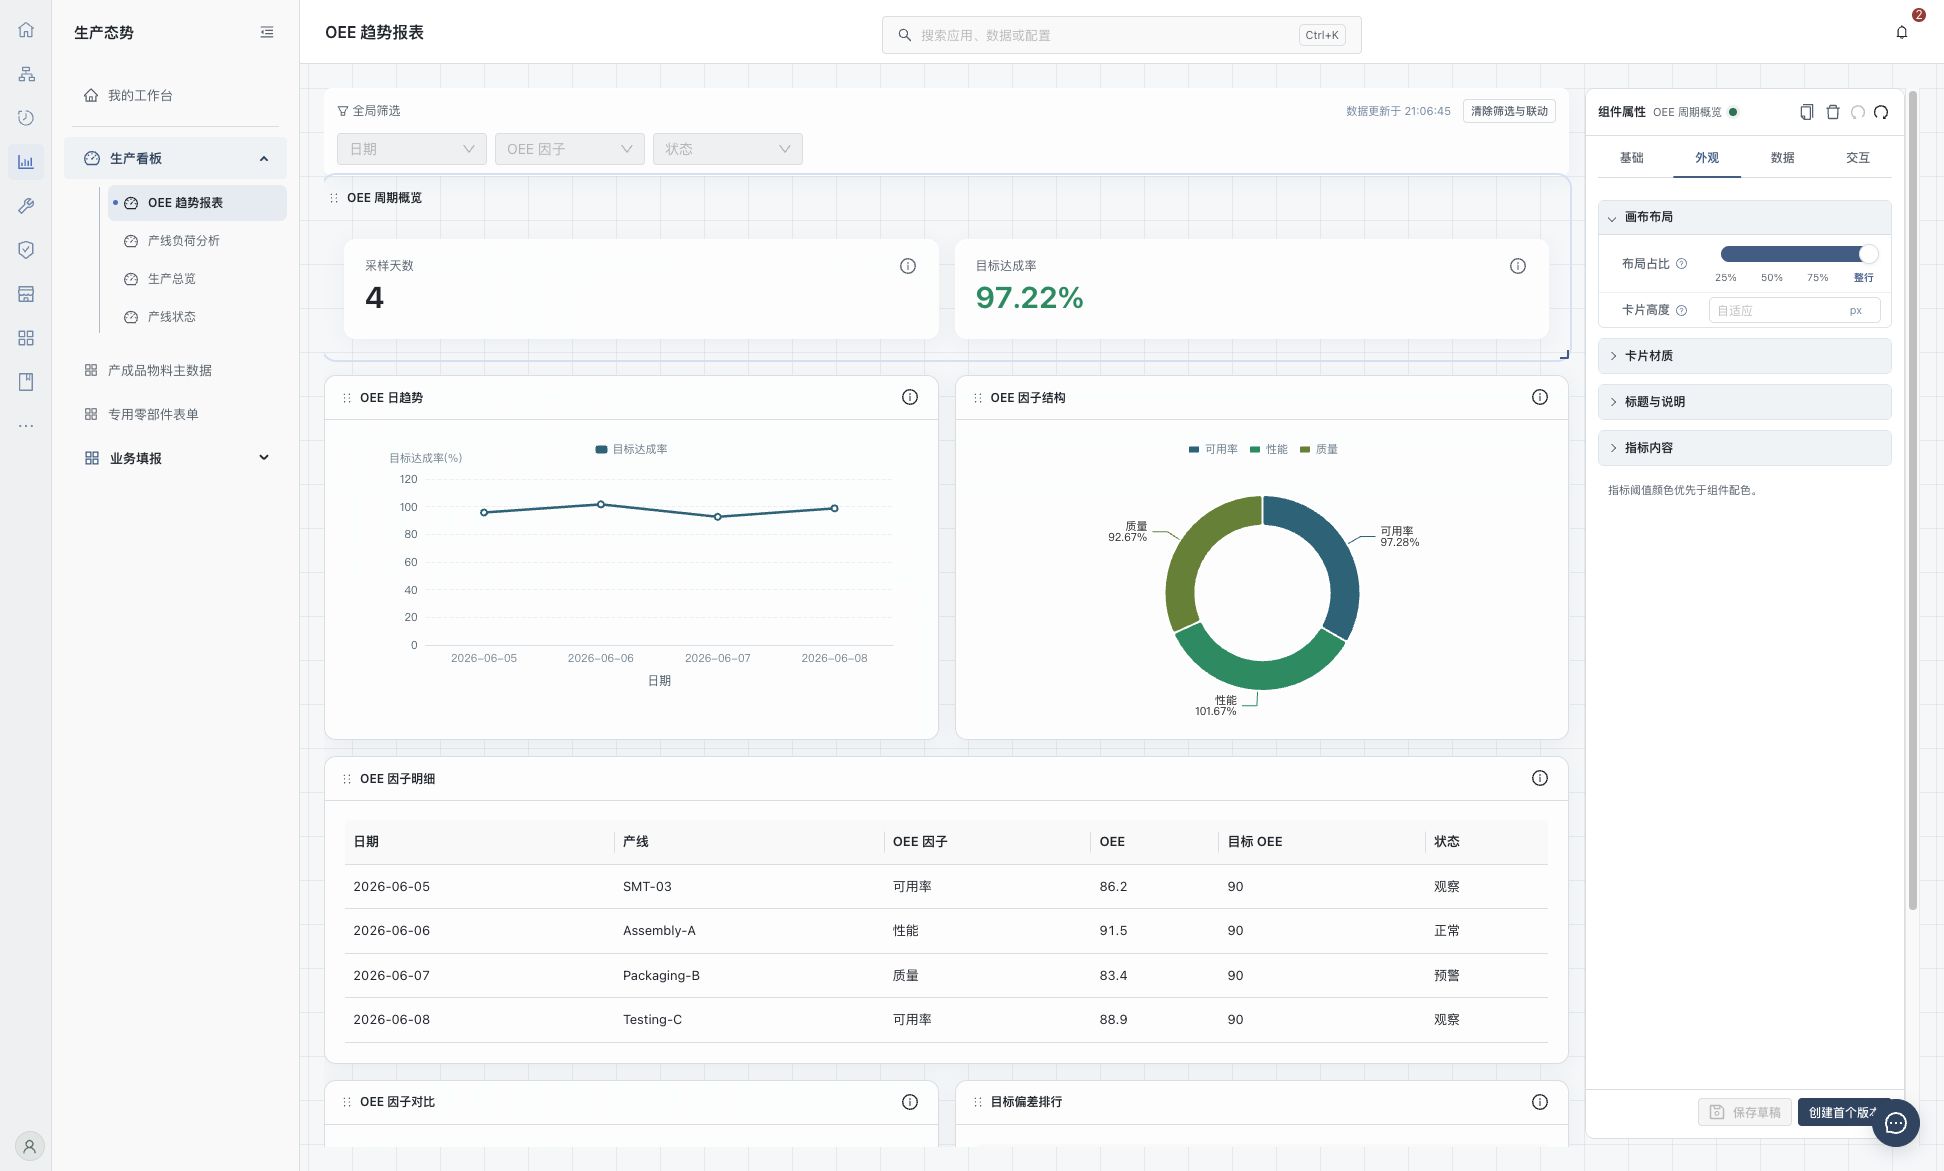 生产态势
OEE 趋势报表
搜索应用、数据或配置
Ctrl+K
2
我的工作台
生产看板
OEE 趋势报表
产线负荷分析
生产总览
产线状态
产成品物料主数据
专用零部件表单
业务填报
全局筛选
数据更新于 21:06:45
清除筛选与联动
日期
OEE 因子
状态
OEE 周期概览
采样天数
4
目标达成率
97.22%
OEE 日趋势
目标达成率
目标达成率(%)
120
100
80
60
40
20
0
2026-06-05
2026-06-06
2026-06-07
2026-06-08
日期
OEE 因子结构
可用率
性能
质量
质量
92.67%
可用率
97.28%
性能
101.67%
OEE 因子明细
日期 产线 OEE 因子 OEE 目标 OEE 状态
2026-06-05 SMT-03 可用率 86.2 90 观察
2026-06-06 Assembly-A 性能 91.5 90 正常
2026-06-07 Packaging-B 质量 83.4 90 预警
2026-06-08 Testing-C 可用率 88.9 90 观察
OEE 因子对比
目标偏差排行
组件属性 OEE 周期概览
基础
外观
数据
交互
画布布局
布局占比
25%
50%
75%
整行
卡片高度
自适应
px
卡片材质
标题与说明
指标内容
指标阈值颜色优先于组件配色。
保存草稿
创建首个版